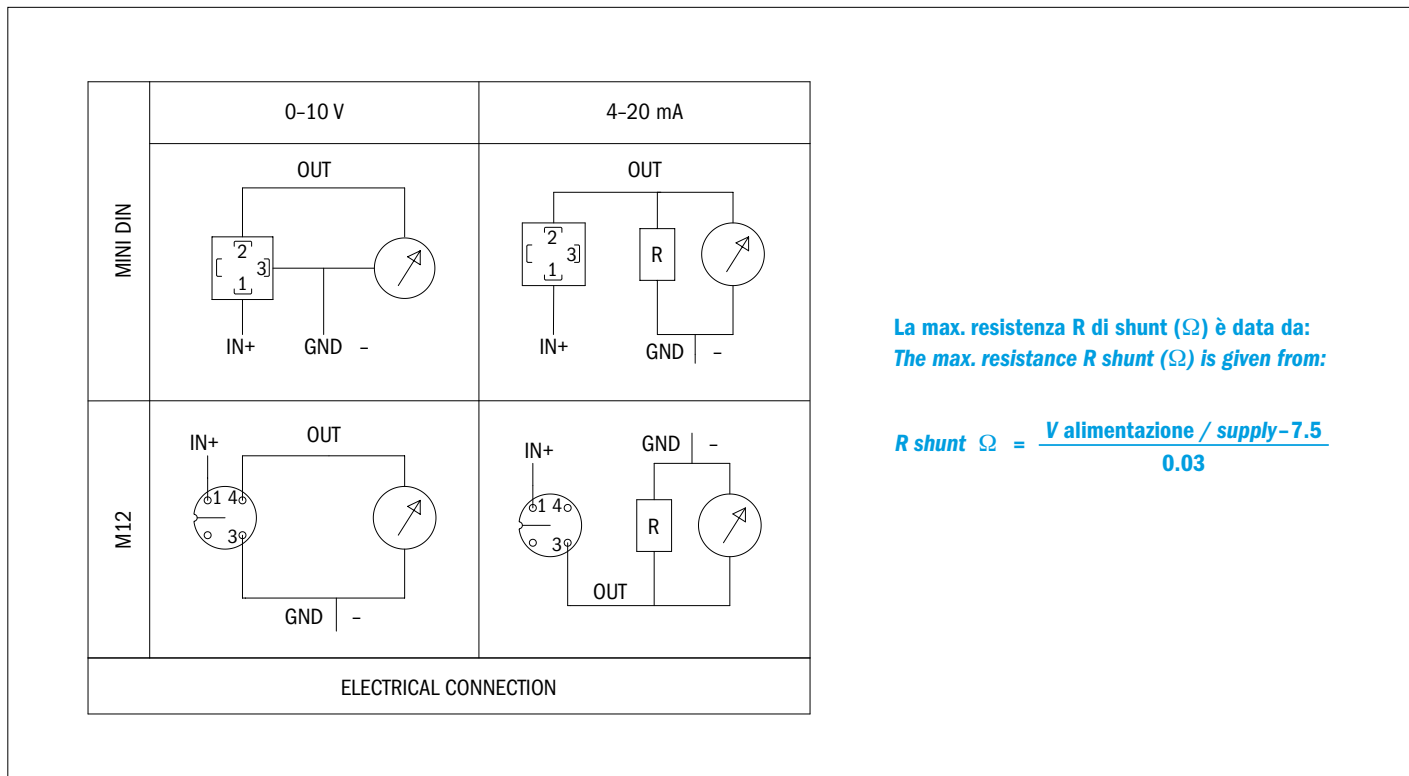 0–10 V
4–20 mA
MINI DIN
OUT
2
3
1
IN+
GND –
OUT
2
3
1
R
IN+
GND –
M12
IN+
OUT
1 4
3
GND –
IN+
GND –
1 4
3
R
OUT
ELECTRICAL CONNECTION
La max. resistenza R di shunt (Ω) è data da:
The max. resistance R shunt (Ω) is given from:
R shunt Ω = V alimentazione / supply–7.5
0.03